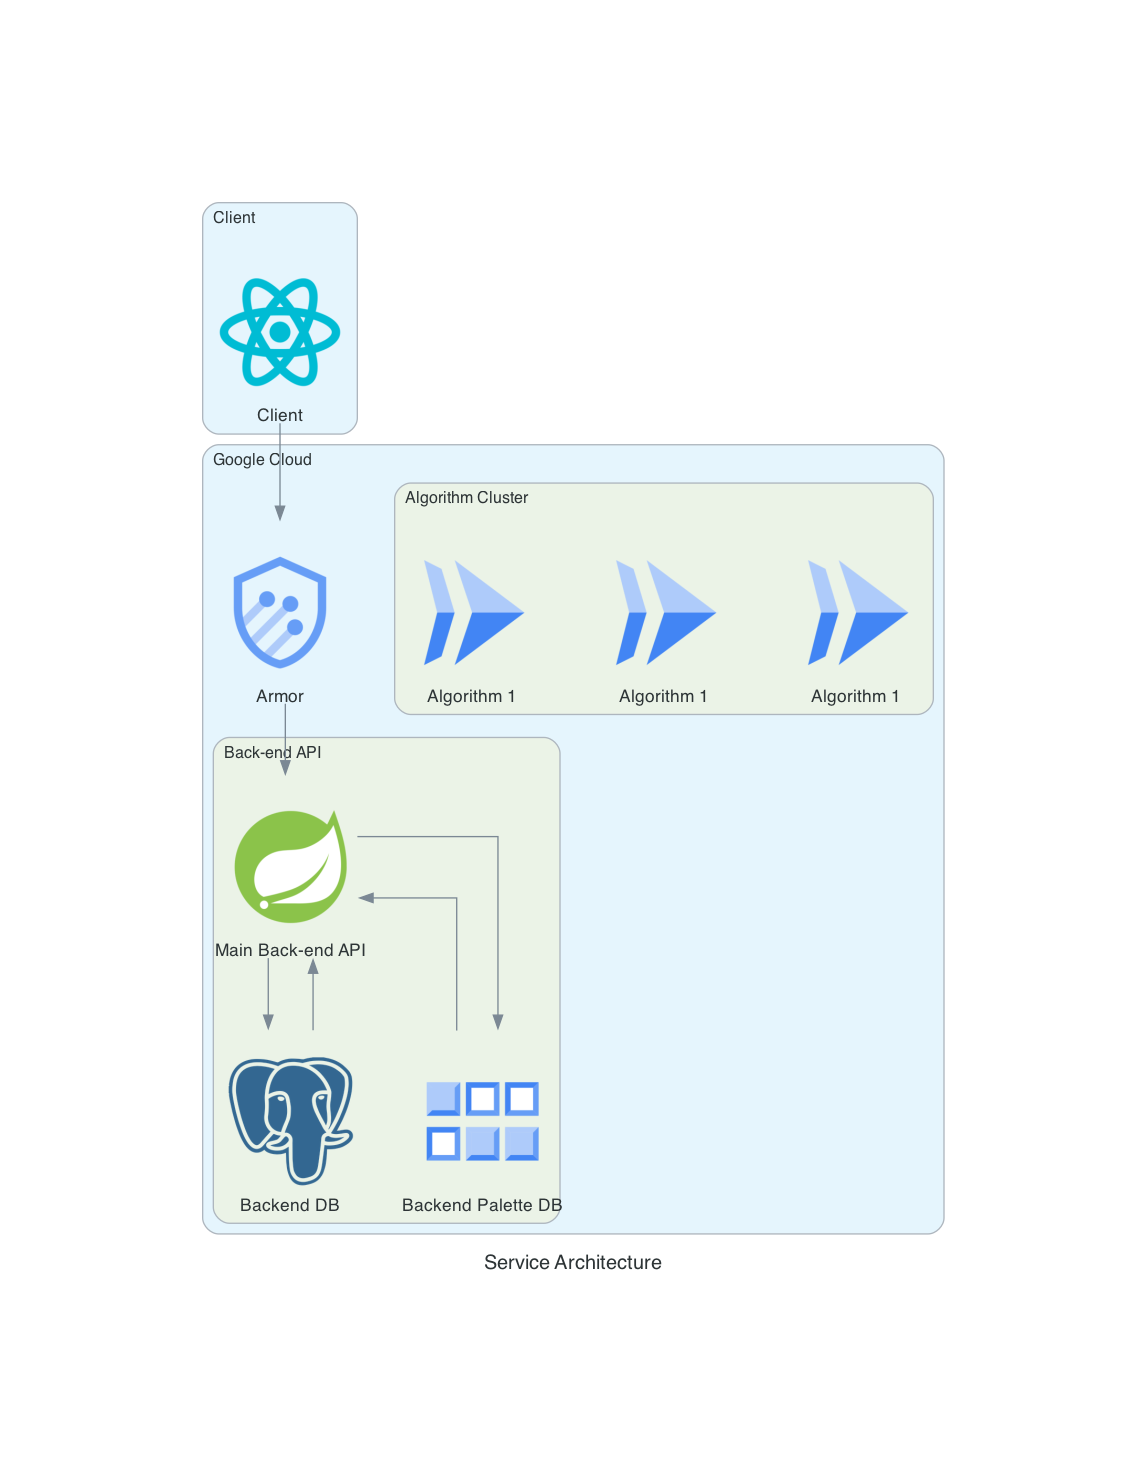 Client
Client
Google Cloud
Algorithm Cluster
Armor
Algorithm 1
Algorithm 1
Algorithm 1
Back-end API
Main Back-end API
Backend DB
Backend Palette DB
Service Architecture